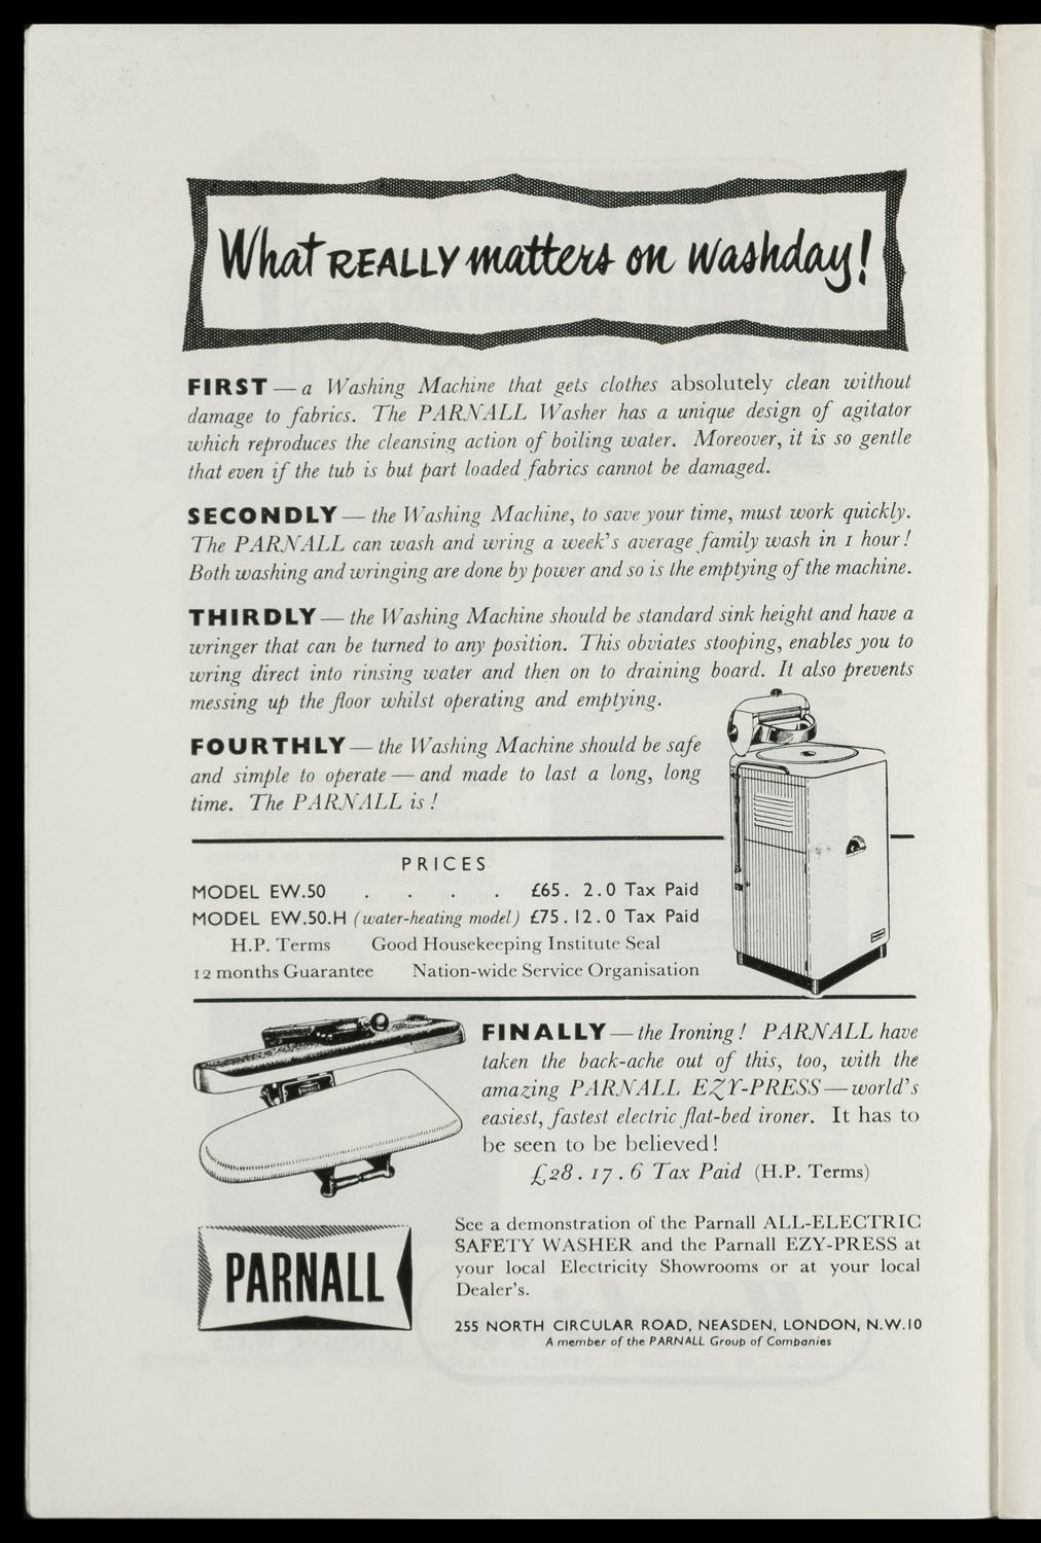 What REALLY matters on washday!
FIRST — a Washing Machine that gets clothes absolutely clean without
damage to fabrics. The PARNALL Washer has a unique design of agitator
which reproduces the cleansing action of boiling water. Moreover, it is so gentle
that even if the tub is but part loaded fabrics cannot be damaged.
SECONDLY — the Washing Machine, to save your time, must work quickly.
The PARNALL can wash and wring a week's average family wash in 1 hour!
Both washing and wringing are done by power and so is the emptying of the machine.
THIRDLY — the Washing Machine should be standard sink height and have a
wringer that can be turned to any position. This obviates stooping, enables you to
wring direct into rinsing water and then on to draining board. It also prevents
messing up the floor whilst operating and emptying.
FOURTHLY — the Washing Machine should be safe
and simple to operate — and made to last a long, long
time. The PARNALL is!
PRICES
MODEL EW.50 . . . . £65. 2.0 Tax Paid
MODEL EW.50.H (water-heating model) £75.12.0 Tax Paid
H.P. Terms Good Housekeeping Institute Seal
12 months Guarantee Nation-wide Service Organisation
FINALLY — the Ironing! PARNALL have
taken the back-ache out of this, too, with the
amazing PARNALL EZY-PRESS — world's
easiest, fastest electric flat-bed ironer. It has to
be seen to be believed!
£28.17.6 Tax Paid (H.P. Terms)
PARNALL
See a demonstration of the Parnall ALL-ELECTRIC
SAFETY WASHER and the Parnall EZY-PRESS at
your local Electricity Showrooms or at your local
Dealer's.
255 NORTH CIRCULAR ROAD, NEASDEN, LONDON, N.W.10
A member of the PARNALL Group of Companies